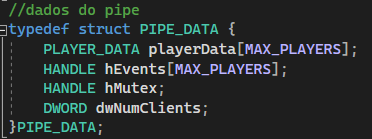 //dados do pipe
typedef struct PIPE_DATA {
PLAYER_DATA playerData[MAX_PLAYERS];
HANDLE hEvents[MAX_PLAYERS];
HANDLE hMutex;
DWORD dwNumClients;
}PIPE_DATA;